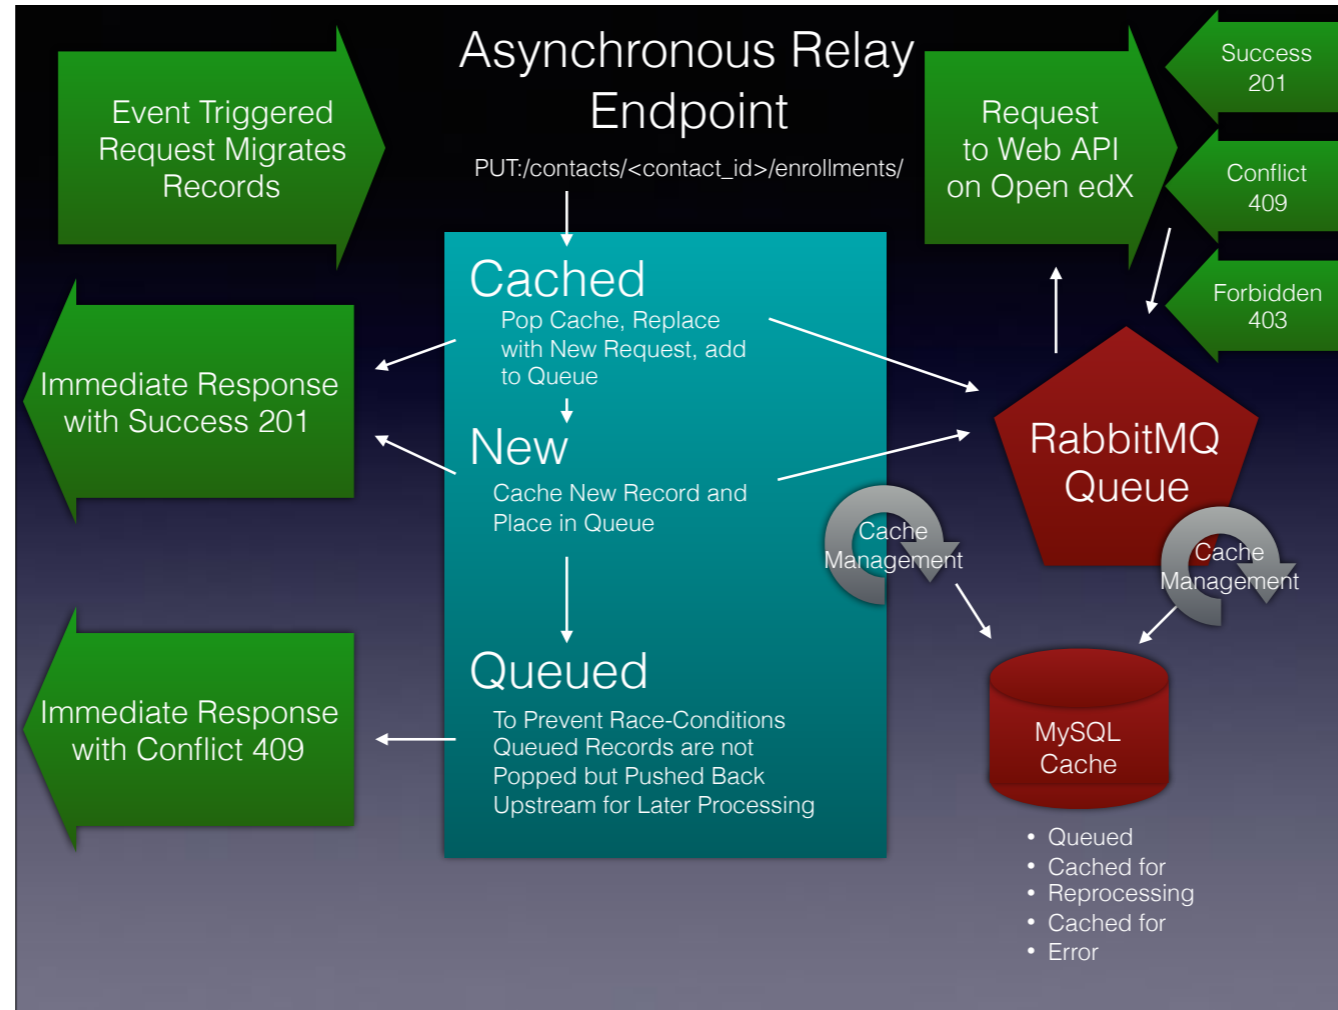 Asynchronous Relay
Endpoint
PUT:/contacts/<contact_id>/enrollments/
Event Triggered
Request Migrates
Records
Request
to Web API
on Open edX
Success
201
Conflict
409
Forbidden
403
Cached
Pop Cache, Replace
with New Request, add
to Queue
Immediate Response
with Success 201
New
Cache New Record and
Place in Queue
RabbitMQ
Queue
Cache
Management
Cache
Management
Queued
To Prevent Race-Conditions
Queued Records are not
Popped but Pushed Back
Upstream for Later Processing
Immediate Response
with Conflict 409
MySQL
Cache
• Queued
• Cached for
• Reprocessing
• Cached for
• Error